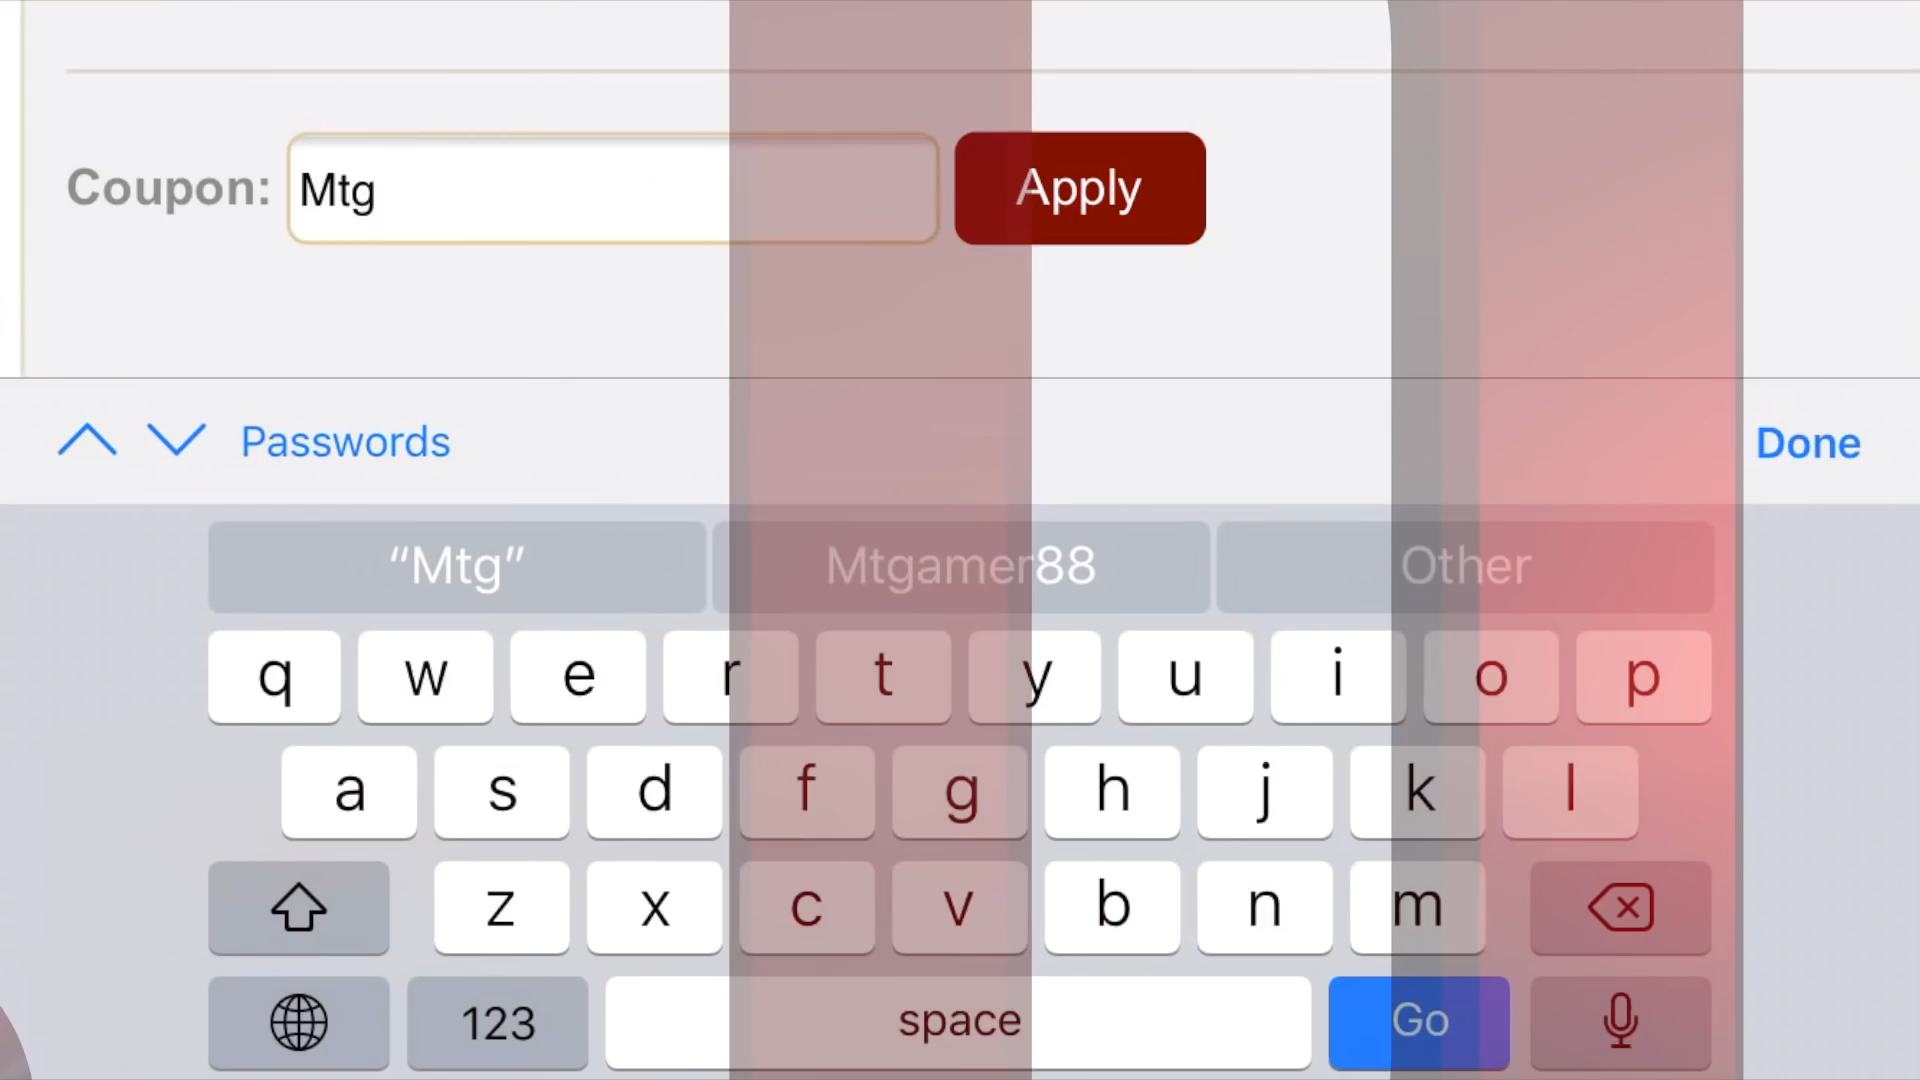 Coupon: Mtg Apply
Passwords Done
“Mtg” Mtgamer88 Other
q w e r t y u i o p
a s d f g h j k l
z x c v b n m
123 space Go